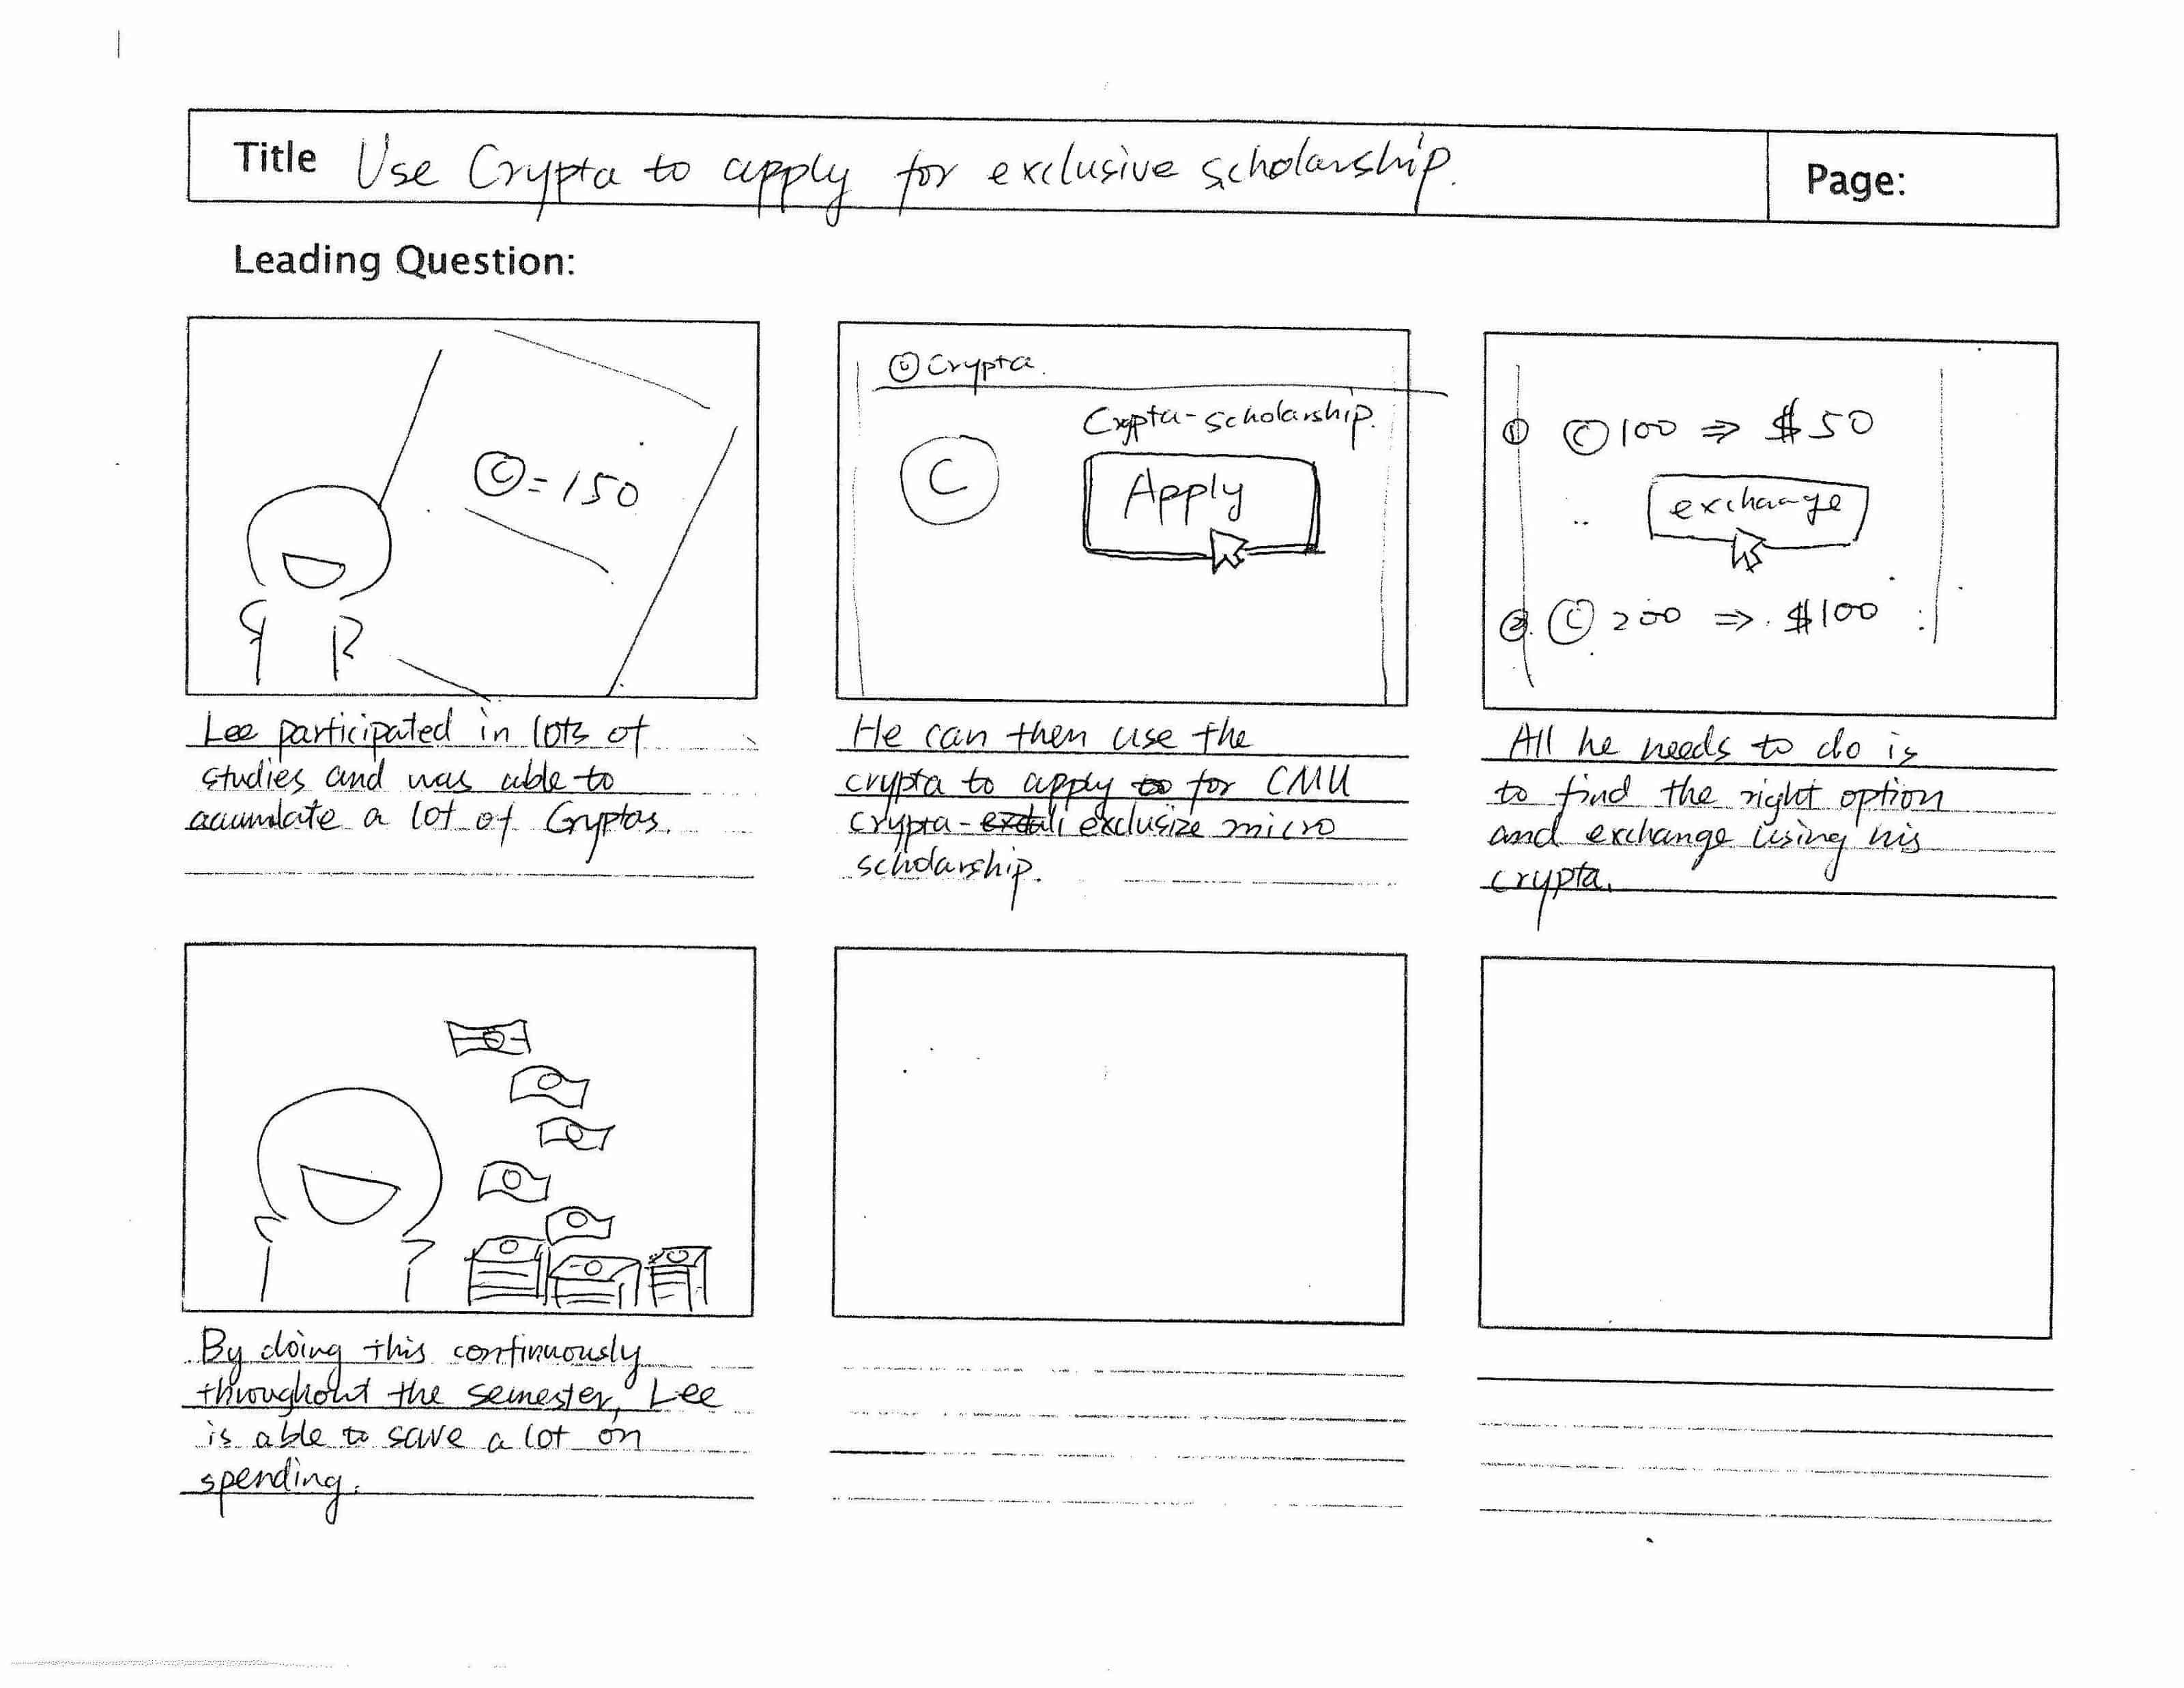 Title Use Crypta to apply for exclusive scholarship.
Page:
Leading Question:
©=150
© Crypta.
Crypta-scholarship.
C
Apply
① © 100 ⇒ $50
exchange
②. © 200 ⇒ $100
Lee participated in lots of
studies and was able to
acumulate a lot of Cryptas.
He can then use the
crypta to apply to for CMU
crypta- exclusize micro
scholarship.
All he needs to do is
to find the right option
and exchange using his
crypta.
By doing this continuously
throughout the semester, Lee
is able to save a lot on
spending.